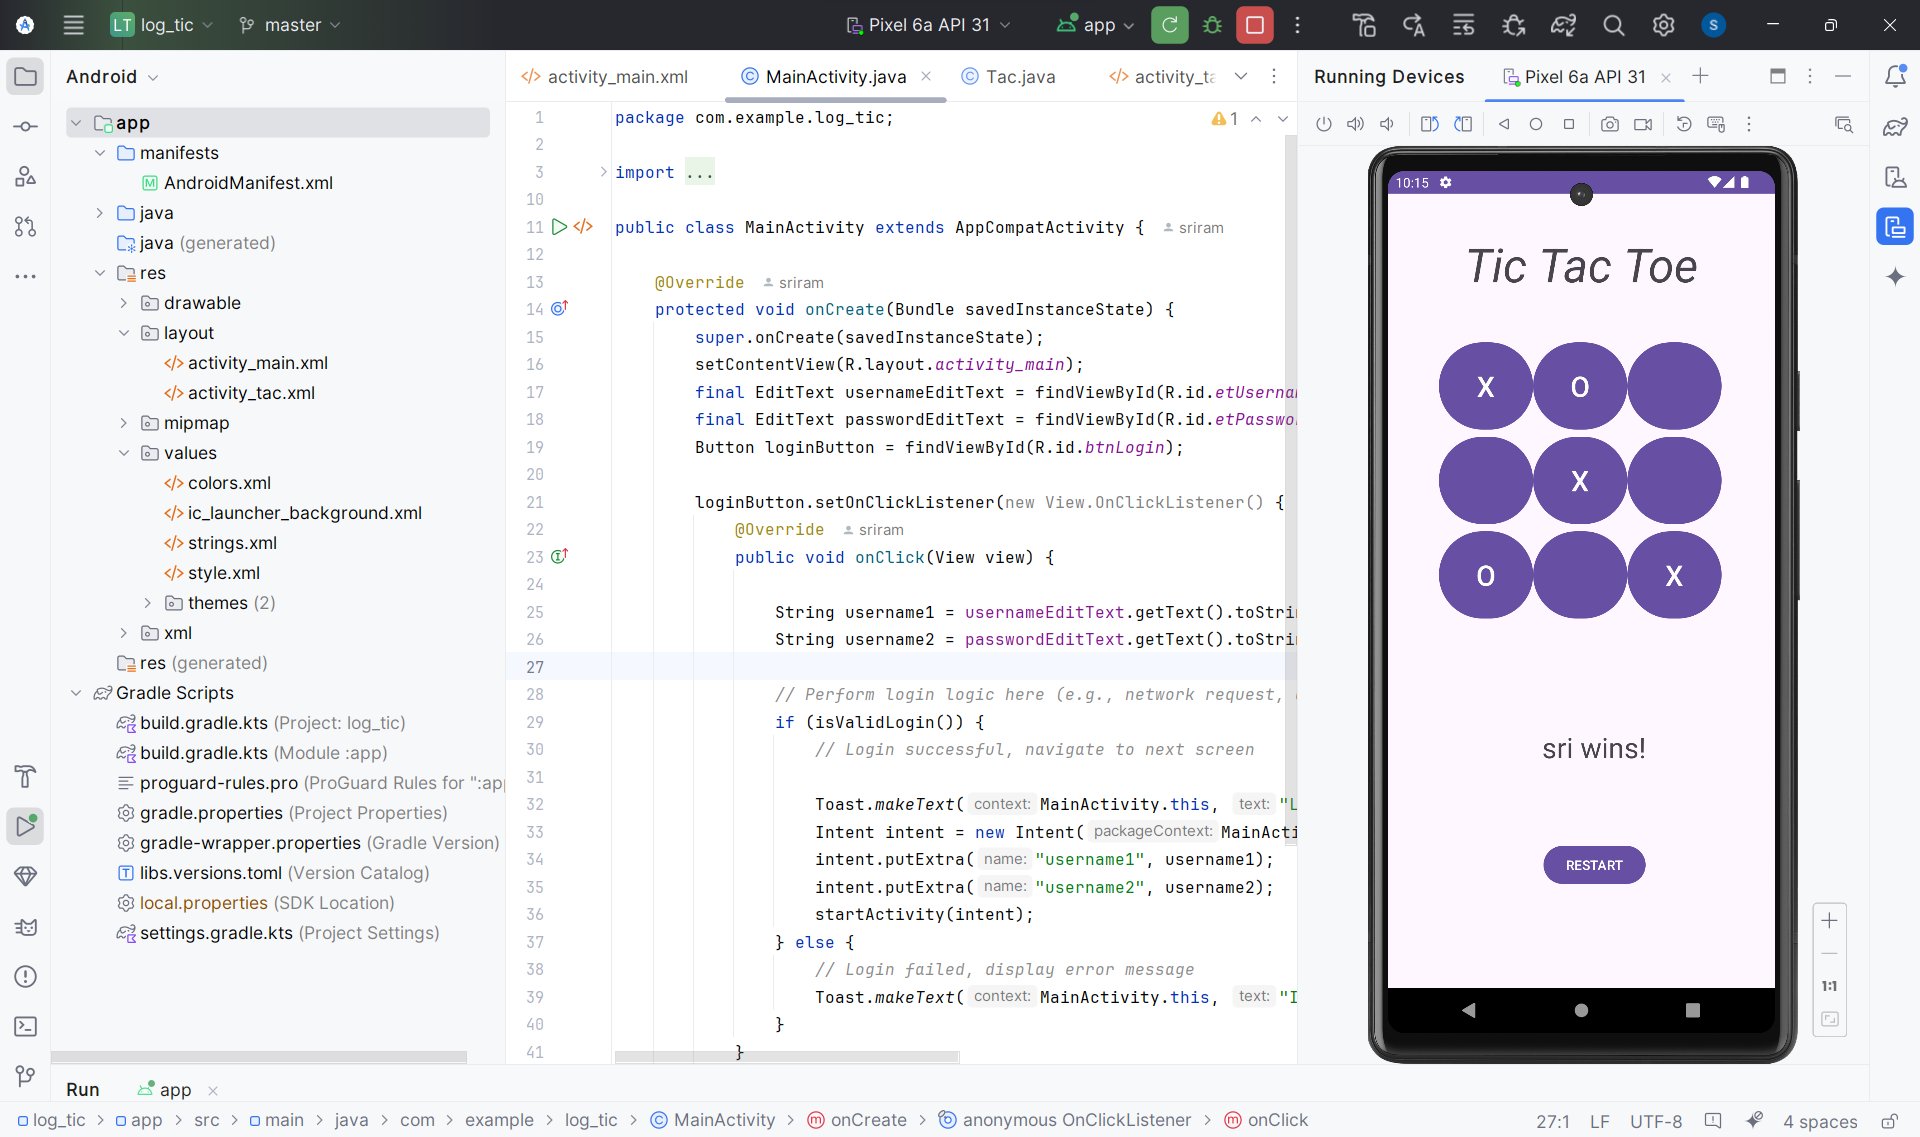 LT log_tic master Pixel 6a API 31 app S
Android
app
manifests
AndroidManifest.xml
java
java (generated)
res
drawable
layout
activity_main.xml
activity_tac.xml
mipmap
values
colors.xml
ic_launcher_background.xml
strings.xml
style.xml
themes (2)
xml
res (generated)
Gradle Scripts
build.gradle.kts (Project: log_tic)
build.gradle.kts (Module :app)
proguard-rules.pro (ProGuard Rules for ":app
gradle.properties (Project Properties)
gradle-wrapper.properties (Gradle Version)
libs.versions.toml (Version Catalog)
local.properties (SDK Location)
settings.gradle.kts (Project Settings)
activity_main.xml MainActivity.java Tac.java activity_ta
1 package com.example.log_tic; 1
2
3 import ...
10
11 public class MainActivity extends AppCompatActivity { sriram
12
13 @Override sriram
14 protected void onCreate(Bundle savedInstanceState) {
15 super.onCreate(savedInstanceState);
16 setContentView(R.layout.activity_main);
17 final EditText usernameEditText = findViewById(R.id.etUserna
18 final EditText passwordEditText = findViewById(R.id.etPasswo
19 Button loginButton = findViewById(R.id.btnLogin);
20
21 loginButton.setOnClickListener(new View.OnClickListener() {
22 @Override sriram
23 public void onClick(View view) {
24
25 String username1 = usernameEditText.getText().toStri
26 String username2 = passwordEditText.getText().toStri
27
28 // Perform login logic here (e.g., network request,
29 if (isValidLogin()) {
30 // Login successful, navigate to next screen
31
32 Toast.makeText( context: MainActivity.this, text: "L
33 Intent intent = new Intent( packageContext: MainActi
34 intent.putExtra( name: "username1", username1);
35 intent.putExtra( name: "username2", username2);
36 startActivity(intent);
37 } else {
38 // Login failed, display error message
39 Toast.makeText( context: MainActivity.this, text: "I
40 }
41 }
Running Devices Pixel 6a API 31
10:15
Tic Tac Toe
X O
X
O X
sri wins!
RESTART
1:1
Run app
log_tic > app > src > main > java > com > example > log_tic > MainActivity > onCreate > anonymous OnClickListener > onClick 27:1 LF UTF-8 4 spaces